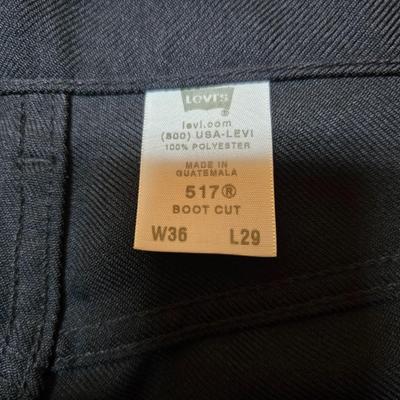 LEVI'S
®
levi.com
(800) USA-LEVI
100% POLYESTER
MADE IN
GUATEMALA
517®
BOOT CUT
W36 L29